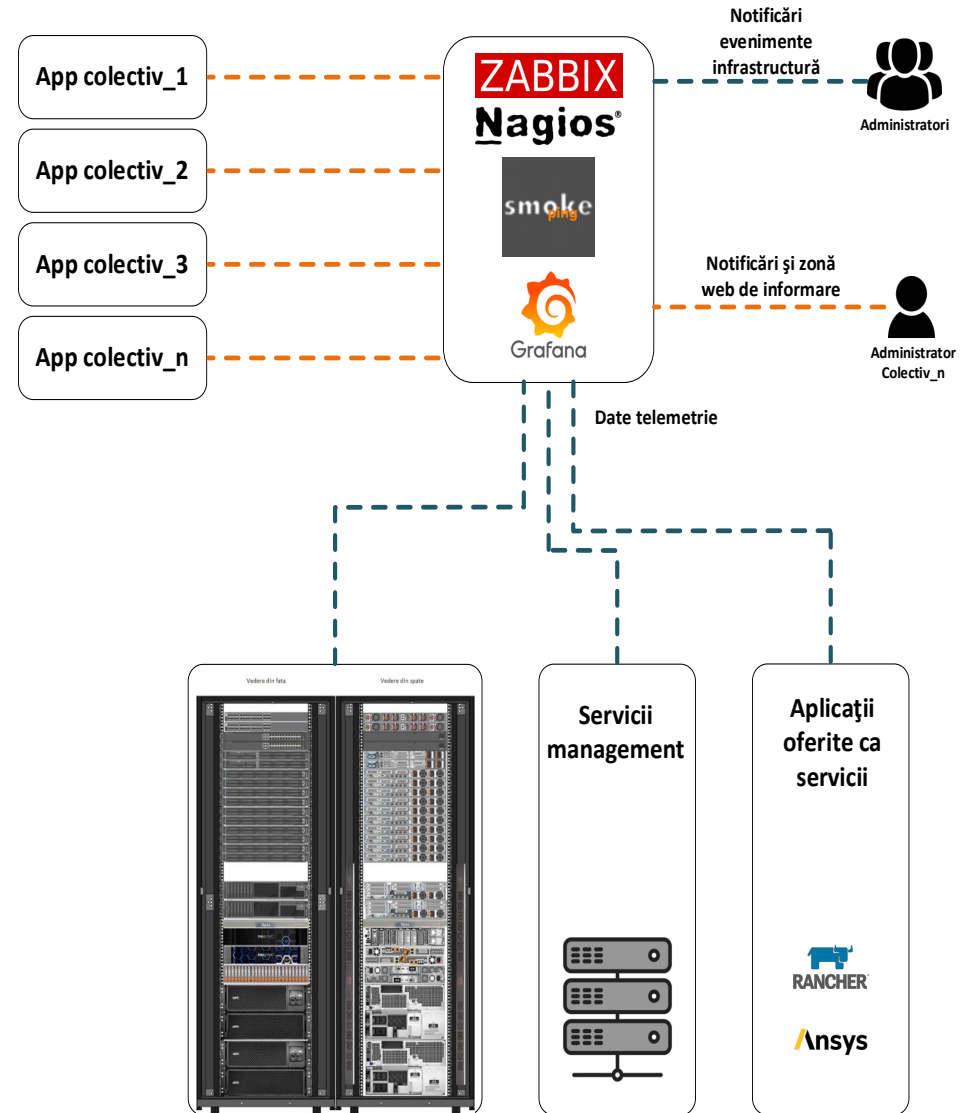 App colectiv_1
App colectiv_2
App colectiv_3
App colectiv_n
ZABBIX
Nagios®
smokeping
Grafana
Notificări
evenimente
infrastructură
Administratori
Notificări şi zonă
web de informare
Administrator
Colectiv_n
Date telemetrie
Vedere din fata
Vedere din spate
Servicii
management
Aplicaţii
oferite ca
servicii
RANCHER
Ansys